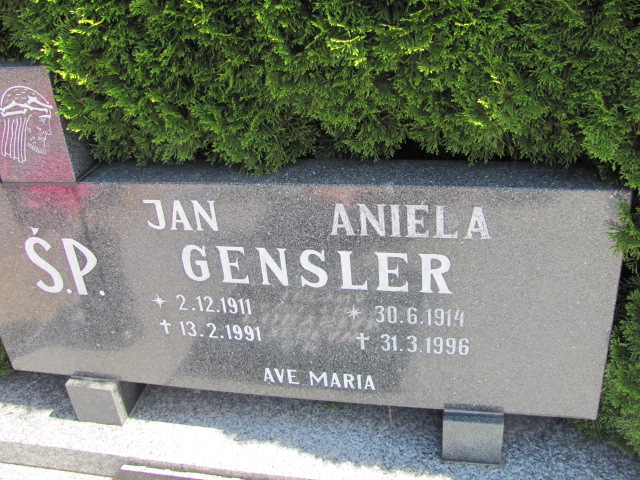 JAN ANIELA
Ś.P. GENSLER
* 2.12.1911 * 30.6.1914
† 13.2.1991 † 31.3.1996
AVE MARIA